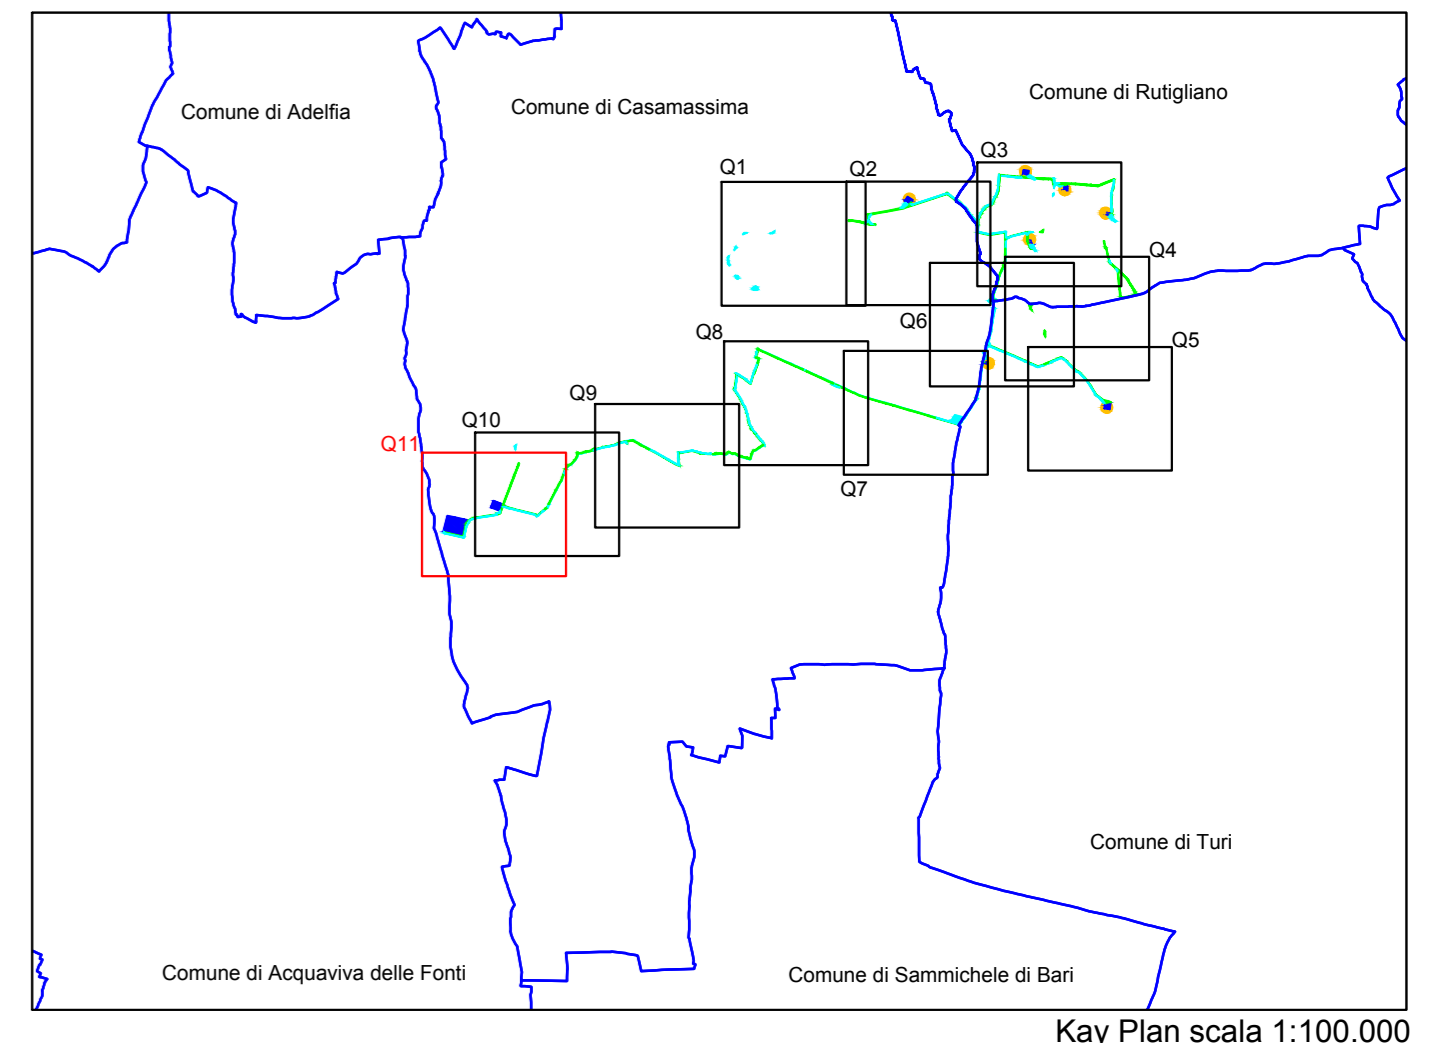 Comune di Adelfia
Comune di Casamassima
Comune di Rutigliano
Q1
Q2
Q3
Q4
Q6
Q5
Q8
Q9
Q10
Q11
Q7
Comune di Turi
Comune di Acquaviva delle Fonti
Comune di Sammichele di Bari
Kay Plan scala 1:100.000